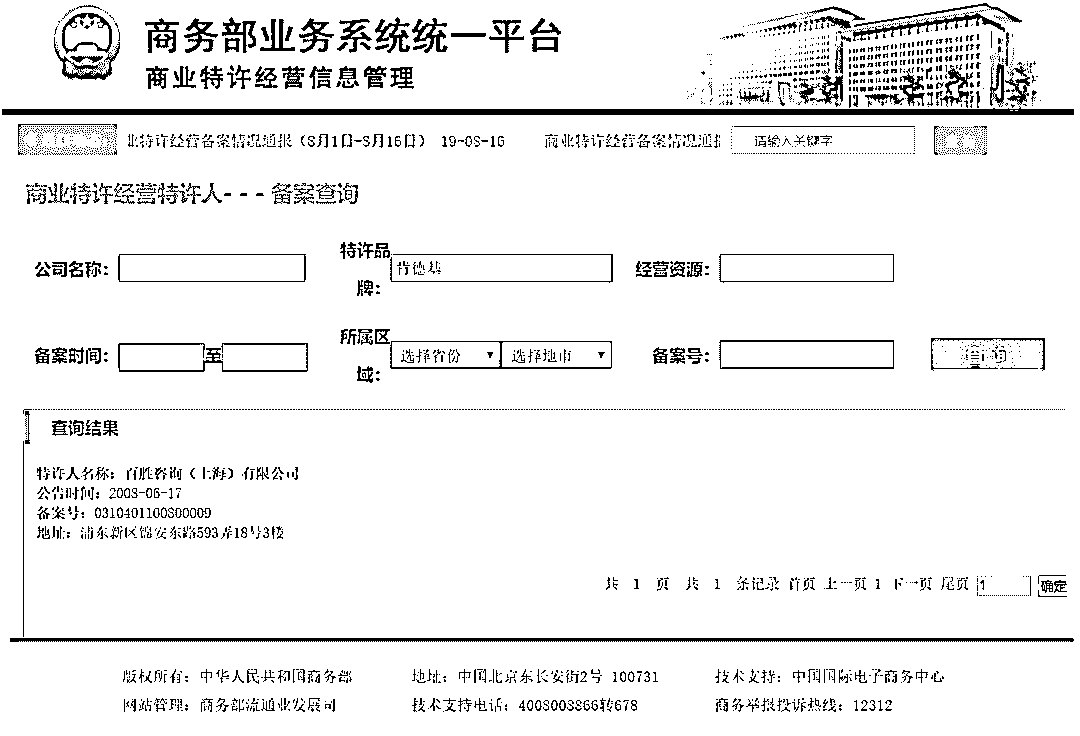 商务部业务系统统一平台
商业特许经营信息管理
业特许经营备案情况通报（8月1日-8月16日） 19-08-16 商业特许经营备案情况通报 请输入关键字
商业特许经营特许人- - - 备案查询
公司名称： 特许品牌： 肯德基 经营资源：
备案时间： 至 所属区域： 选择省份 ▼ 选择地市 ▼ 备案号： 查询
查询结果
特许人名称：百胜咨询（上海）有限公司
公告时间：2008-06-17
备案号：0310401100800009
地址：浦东新区锦安东路593弄18号3楼
共 1 页 共 1 条记录 首页 上一页 1 下一页 尾页 1 确定
版权所有：中华人民共和国商务部 地址：中国北京东长安街2号 100731 技术支持：中国国际电子商务中心
网站管理：商务部流通业发展司 技术支持电话：4008003866转678 商务举报投诉热线：12312